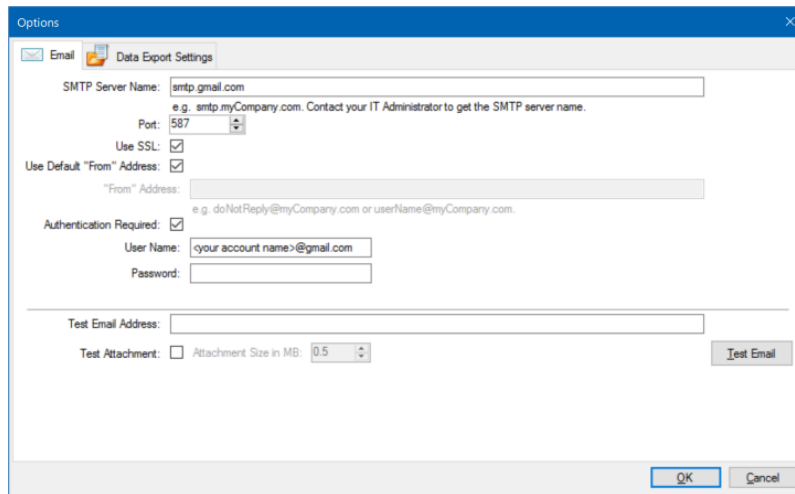 Options
Email Data Export Settings
SMTP Server Name: smtp.gmail.com
e.g. smtp.myCompany.com. Contact your IT Administrator to get the SMTP server name.
Port: 587
Use SSL:
Use Default "From" Address:
"From" Address:
e.g. doNotReply@myCompany.com or userName@myCompany.com.
Authentication Required:
User Name: <your account name>@gmail.com
Password:
Test Email Address:
Test Attachment: Attachment Size in MB: 0.5 Test Email
OK Cancel